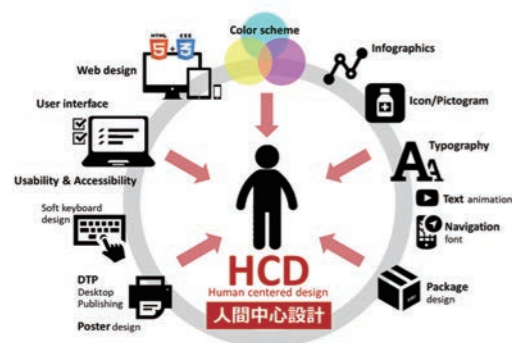 Color scheme
HTML
5
+
CSS
3
Web design
Infographics
User interface
Icon/Pictogram
Typography
AA
Usability & Accessibility
Text animation
Soft keyboard
design
Navigation
font
HCD
Human centered design
人間中心設計
DTP
Desktop
Publishing
Package
design
Poster design